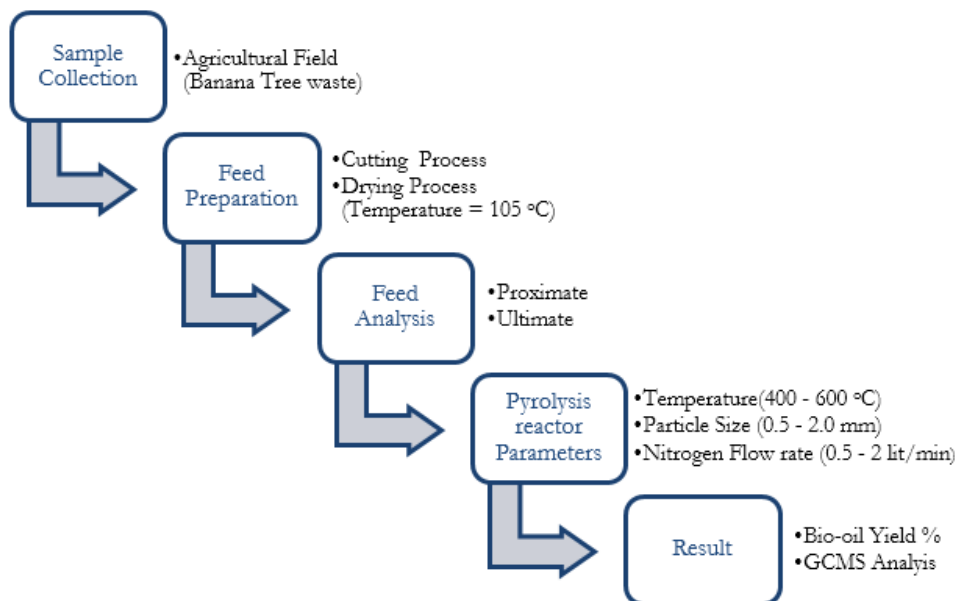 Sample
Collection
•Agricultural Field
(Banana Tree waste)
Feed
Preparation
•Cutting Process
•Drying Process
(Temperature = 105 °C)
Feed
Analysis
•Proximate
•Ultimate
Pyrolysis
reactor
Parameters
•Temperature(400 - 600 °C)
•Particle Size (0.5 - 2.0 mm)
•Nitrogen Flow rate (0.5 - 2 lit/min)
Result
•Bio-oil Yield %
•GCMS Analyis